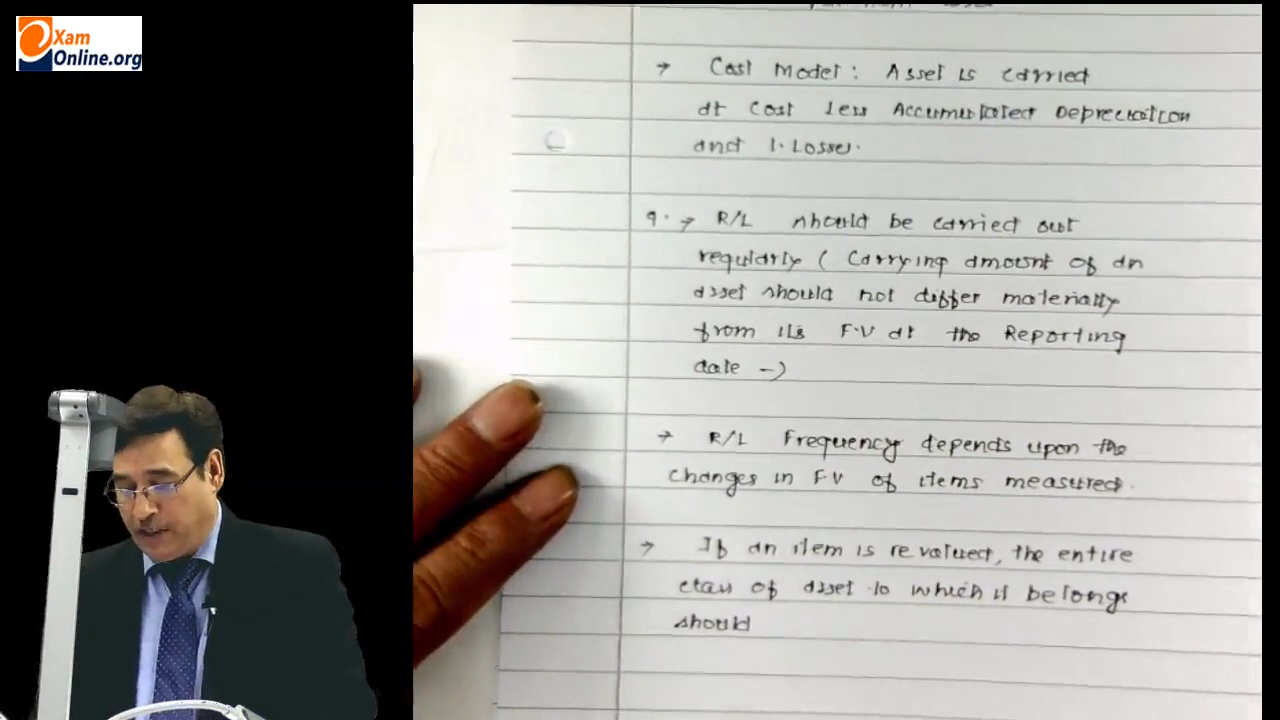 Xam
Online.org
→ Cost Model: Asset is carried
at cost less Accumulated Depreciation
and I. Losses.
9. → R/L should be carried out
regularly ( Carrying amount of an
asset should not differ materially
from its F.V at the Reporting
date -)
→ R/L Frequency depends upon the
changes in FV of items measured.
→ If an item is revalued, the entire
class of asset to which it belongs
should